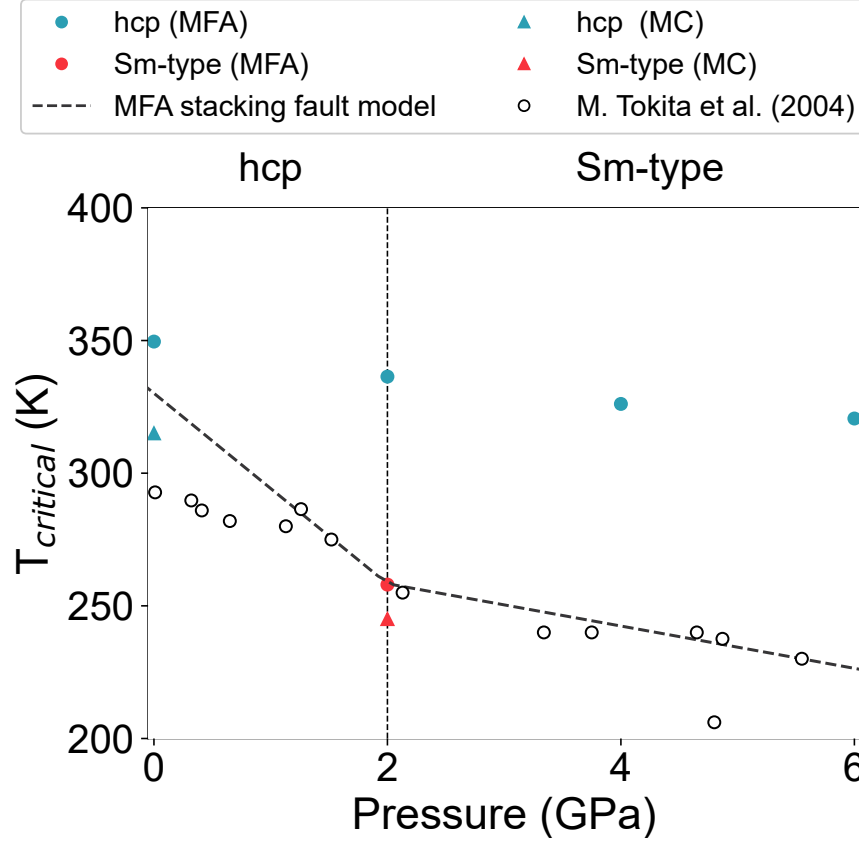 hcp (MFA)
hcp (MC)
Sm-type (MFA)
Sm-type (MC)
MFA stacking fault model
M. Tokita et al. (2004)
hcp
Sm-type
400
350
300
250
200
T_critical (K)
0
2
4
6
Pressure (GPa)